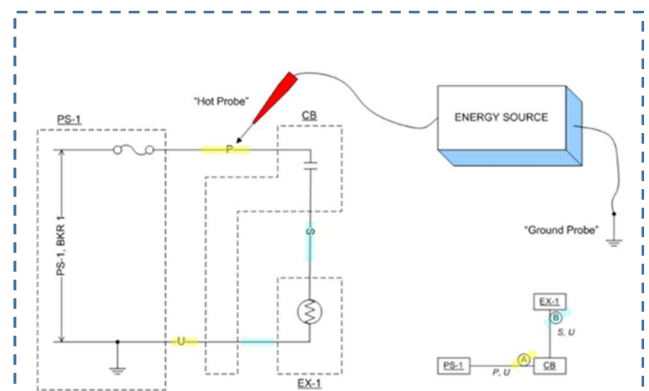 PS-1
"Hot Probe"
CB
ENERGY SOURCE
P
PS-1, BKR 1
S
"Ground Probe"
U
EX-1
EX-1
B
S, U
A
PS-1
CB
P, U